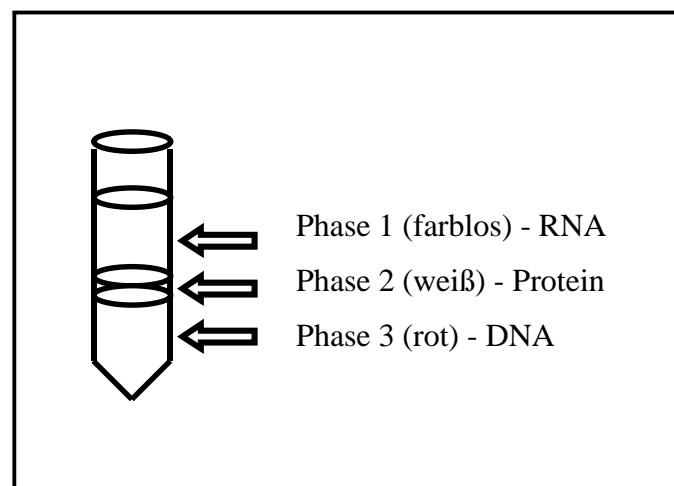 Phase 1 (farblos) - RNA
Phase 2 (weiß) - Protein
Phase 3 (rot) - DNA